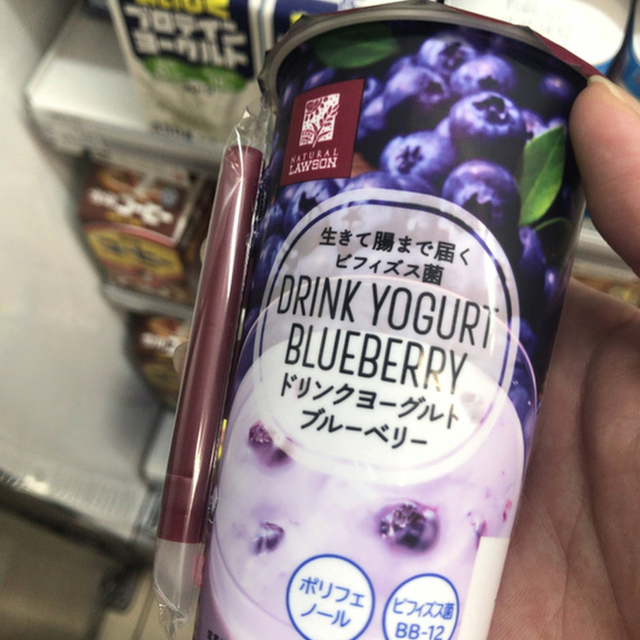 プロテイン
ヨーグルト
NATURAL
LAWSON
生きて腸まで届く
ビフィズス菌
DRINK YOGURT
BLUEBERRY
ドリンクヨーグルト
ブルーベリー
ポリフェ
ノール
ビフィズス菌
BB-12